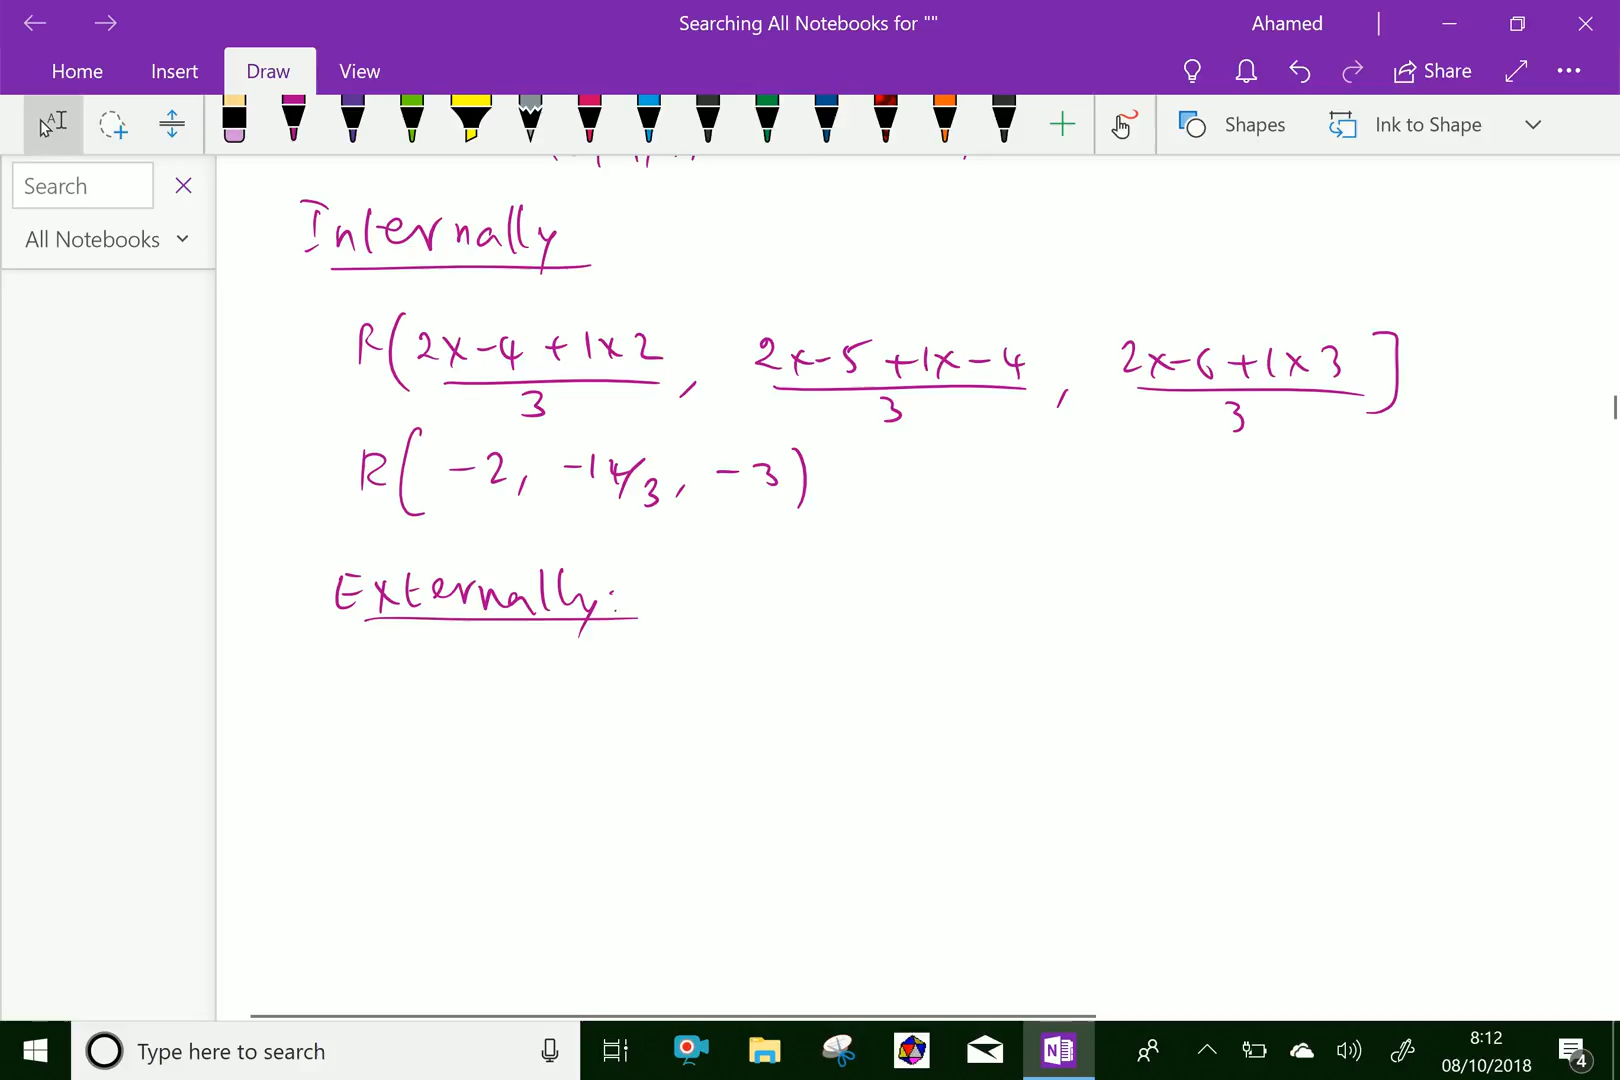 Searching All Notebooks for ""
Ahamed
Home Insert Draw View
Share
Shapes
Ink to Shape
Search
All Notebooks
Internally
R(2x-4+1x2/3, 2x-5+1x-4/3, 2x-6+1x3/3]
R(-2, -14/3, -3)
Externally:
Type here to search
8:12
08/10/2018
4